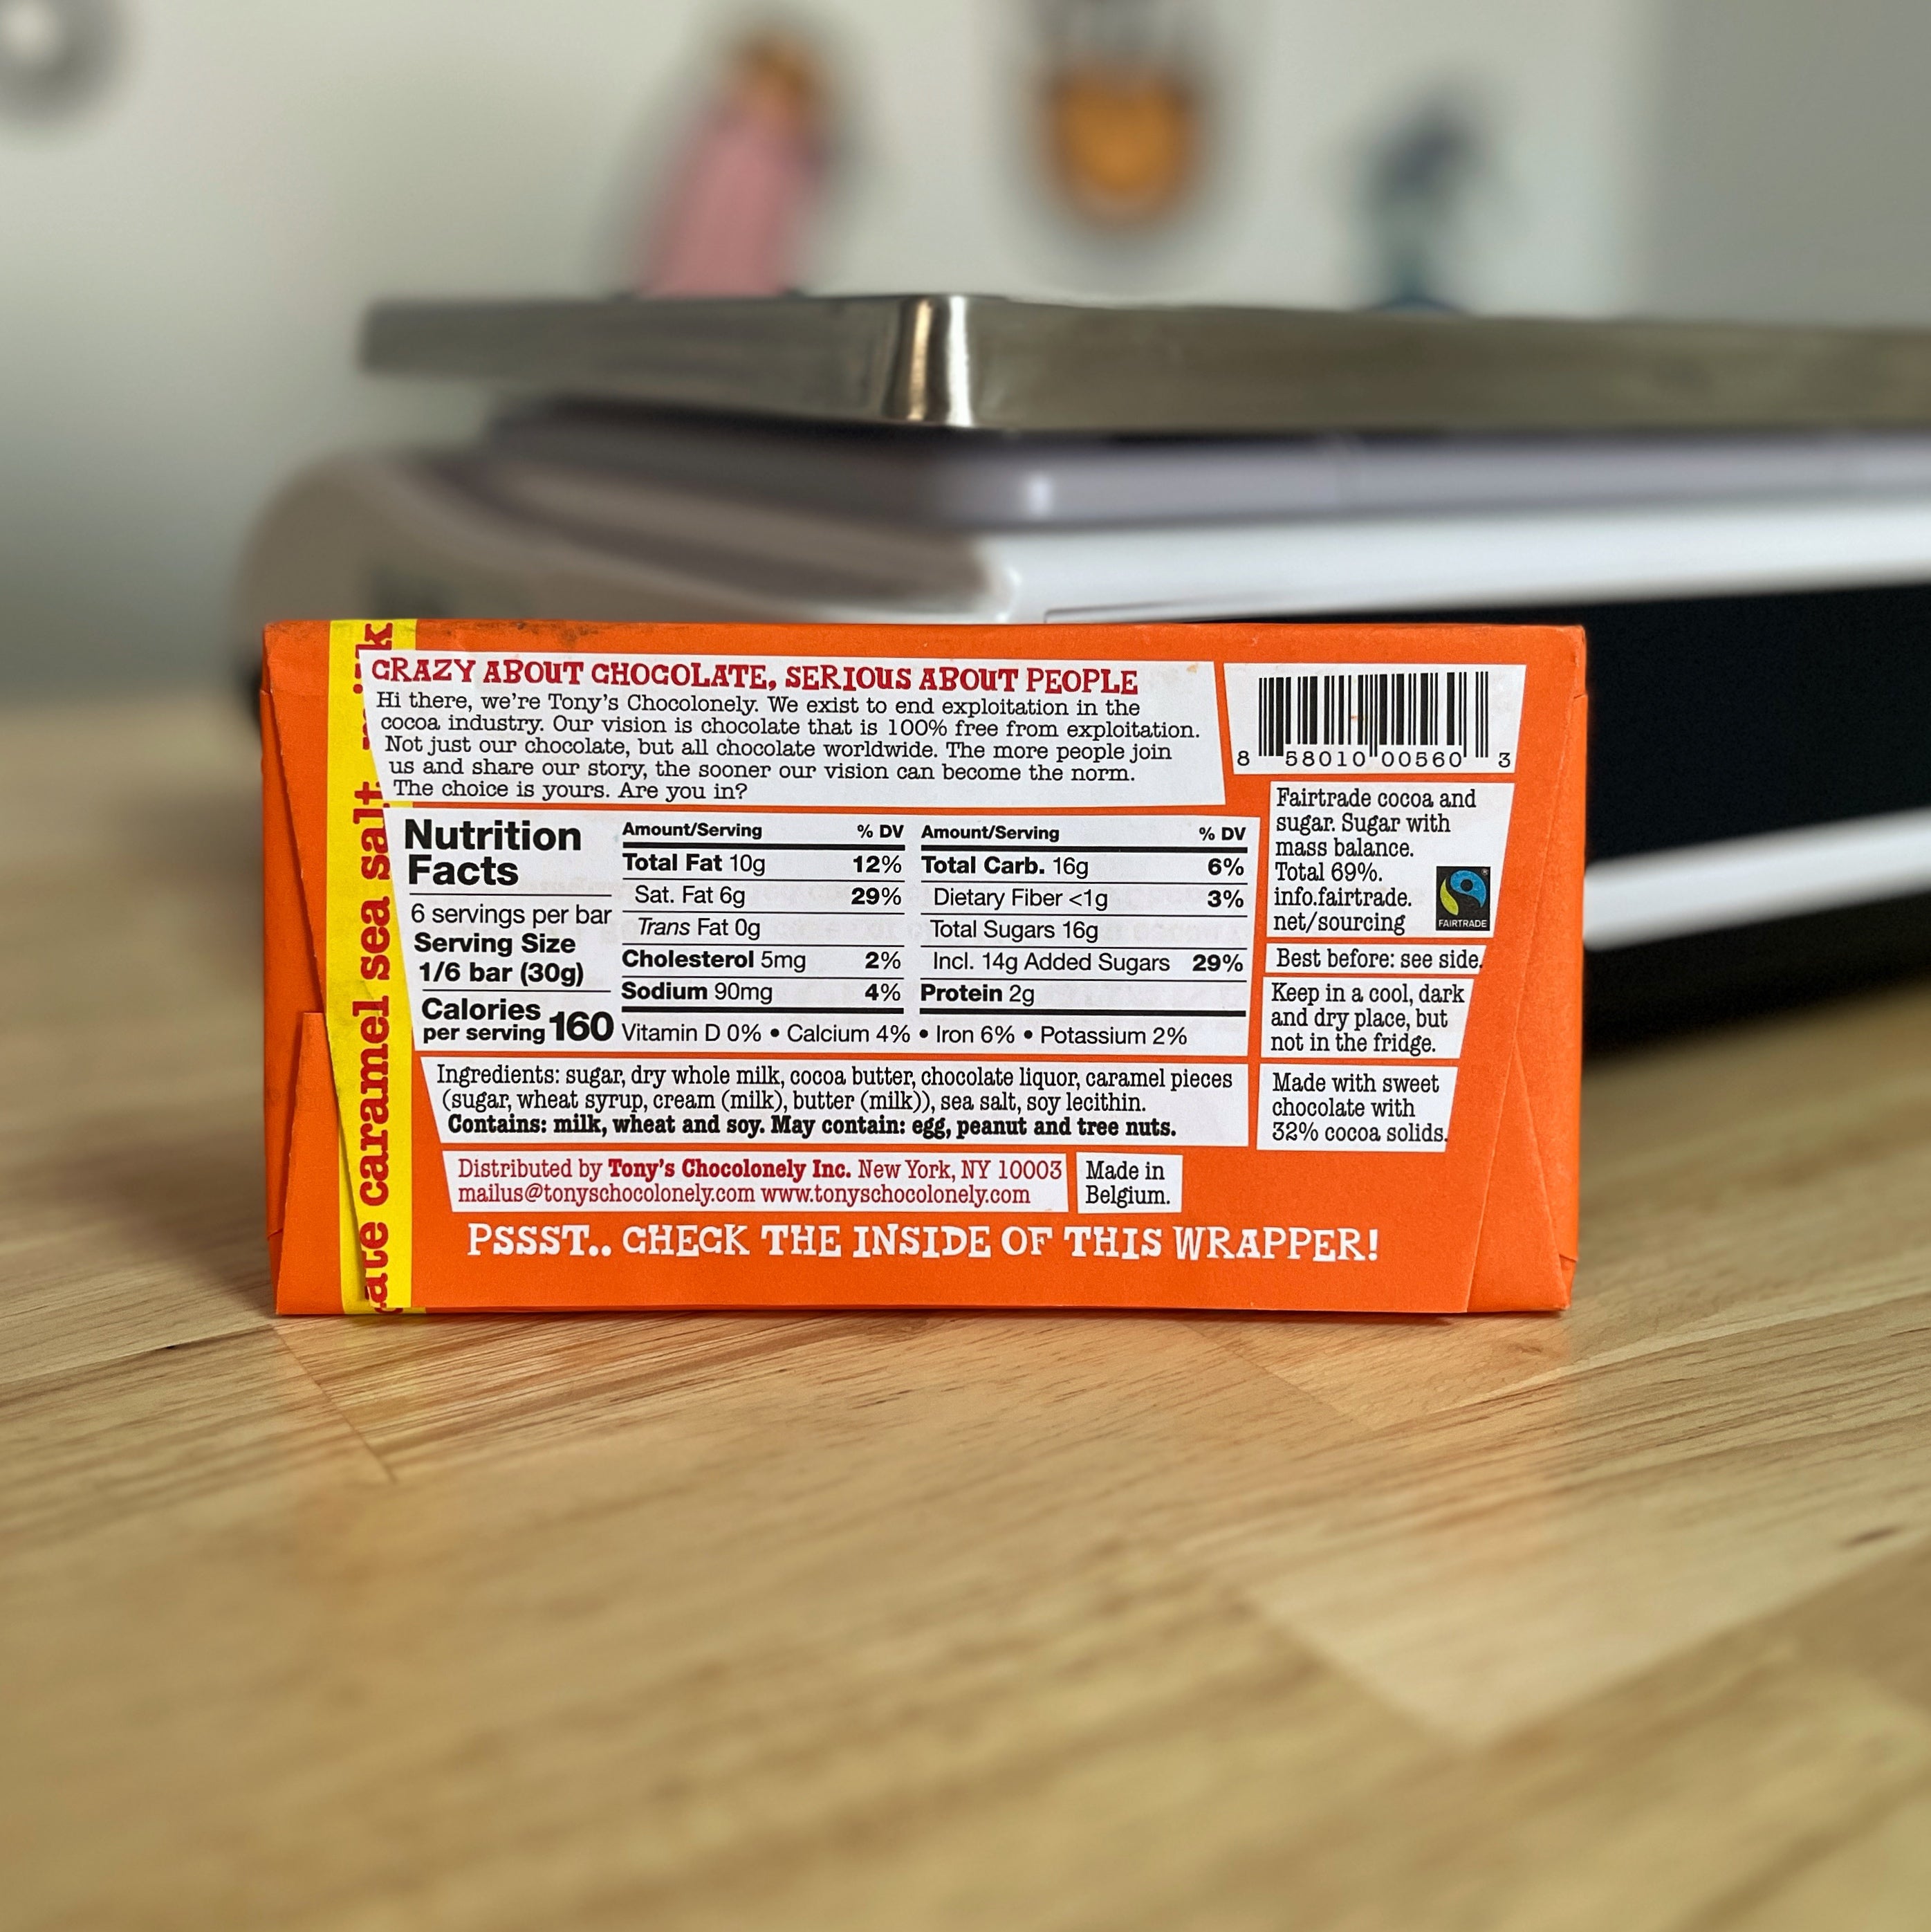 ate caramel sea salt milk
CRAZY ABOUT CHOCOLATE, SERIOUS ABOUT PEOPLE
Hi there, we're Tony's Chocolonely. We exist to end exploitation in the
cocoa industry. Our vision is chocolate that is 100% free from exploitation.
Not just our chocolate, but all chocolate worldwide. The more people join
us and share our story, the sooner our vision can become the norm.
The choice is yours. Are you in?
8 58010 00560 3
Nutrition
Facts
6 servings per bar
Serving Size
1/6 bar (30g)
Calories
per serving 160
Amount/Serving % DV
Total Fat 10g 12%
Sat. Fat 6g 29%
Trans Fat 0g
Cholesterol 5mg 2%
Sodium 90mg 4%
Amount/Serving % DV
Total Carb. 16g 6%
Dietary Fiber <1g 3%
Total Sugars 16g
Incl. 14g Added Sugars 29%
Protein 2g
Vitamin D 0% • Calcium 4% • Iron 6% • Potassium 2%
Fairtrade cocoa and
sugar. Sugar with
mass balance.
Total 69%.
info.fairtrade.
net/sourcing
FAIRTRADE
Best before: see side.
Keep in a cool, dark
and dry place, but
not in the fridge.
Made with sweet
chocolate with
32% cocoa solids.
Ingredients: sugar, dry whole milk, cocoa butter, chocolate liquor, caramel pieces
(sugar, wheat syrup, cream (milk), butter (milk)), sea salt, soy lecithin.
Contains: milk, wheat and soy. May contain: egg, peanut and tree nuts.
Distributed by Tony's Chocolonely Inc. New York, NY 10003
mailus@tonyschocolonely.com www.tonyschocolonely.com
Made in
Belgium.
PSSST.. CHECK THE INSIDE OF THIS WRAPPER!